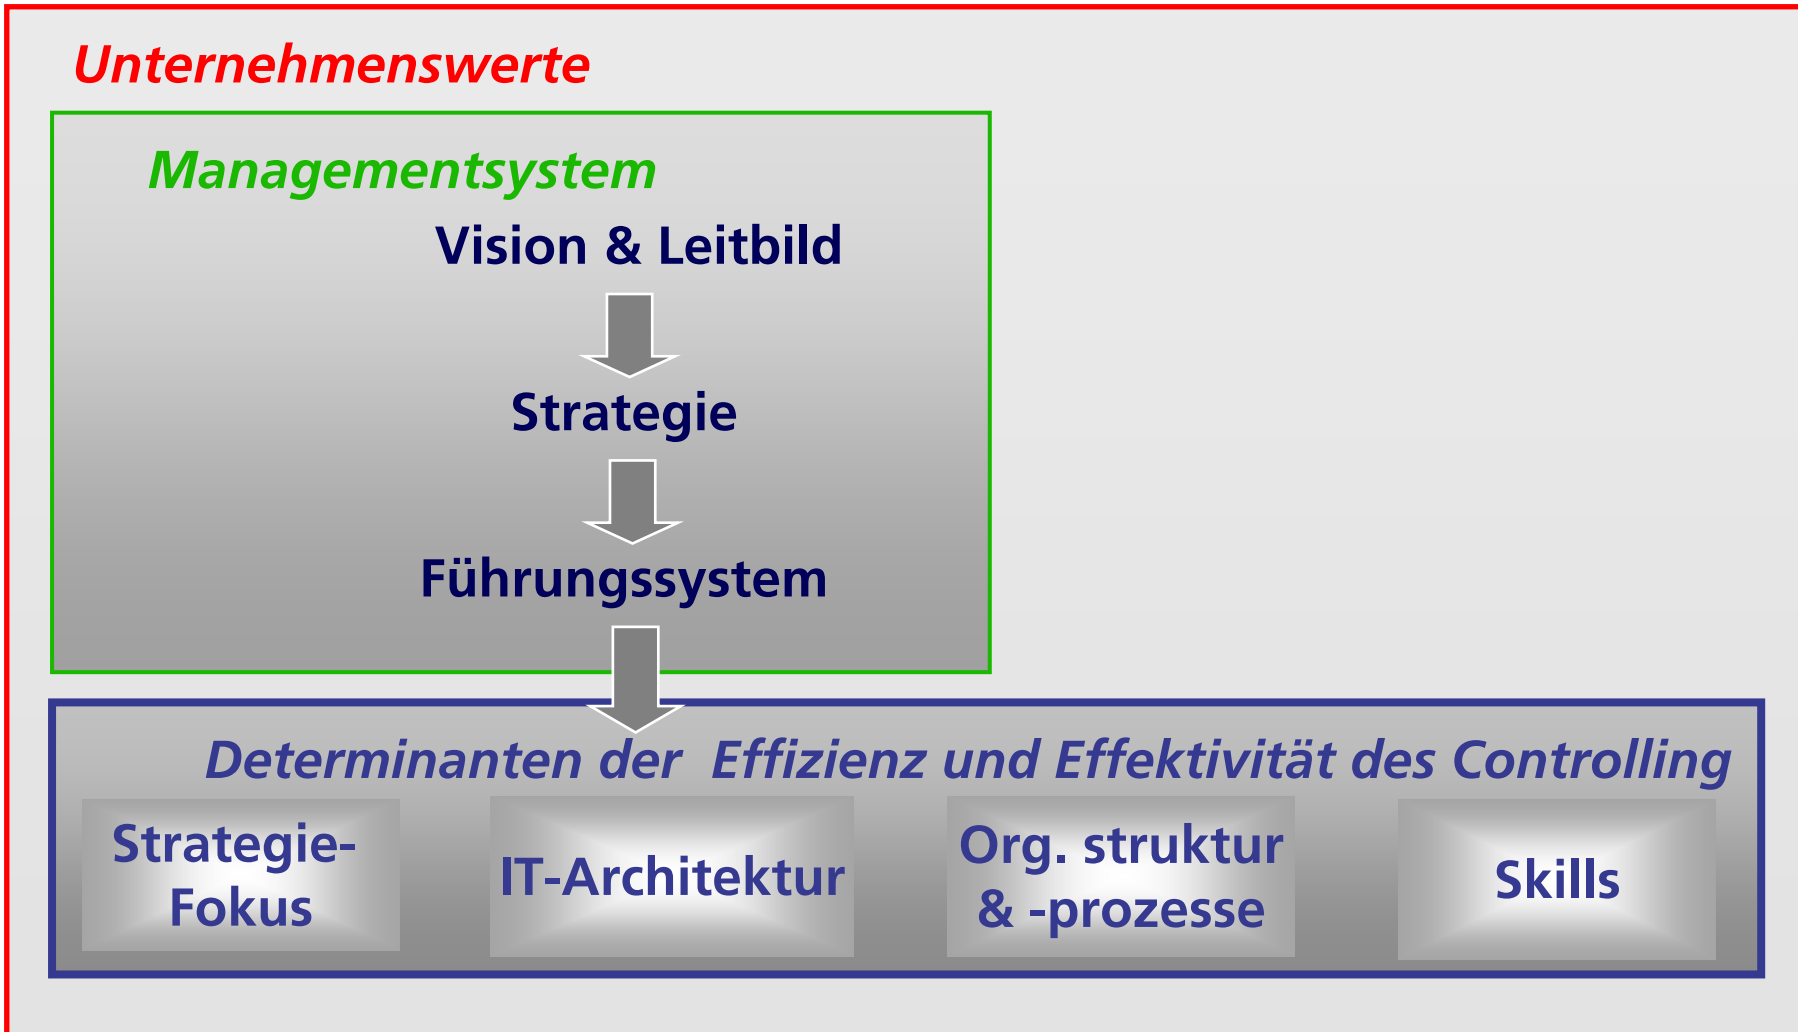 Unternehmenswerte
Managementsystem
Vision & Leitbild
Strategie
Führungssystem
Determinanten der  Effizienz und Effektivität des Controlling
Strategie-
Fokus
IT-Architektur
Org. struktur
& -prozesse
Skills